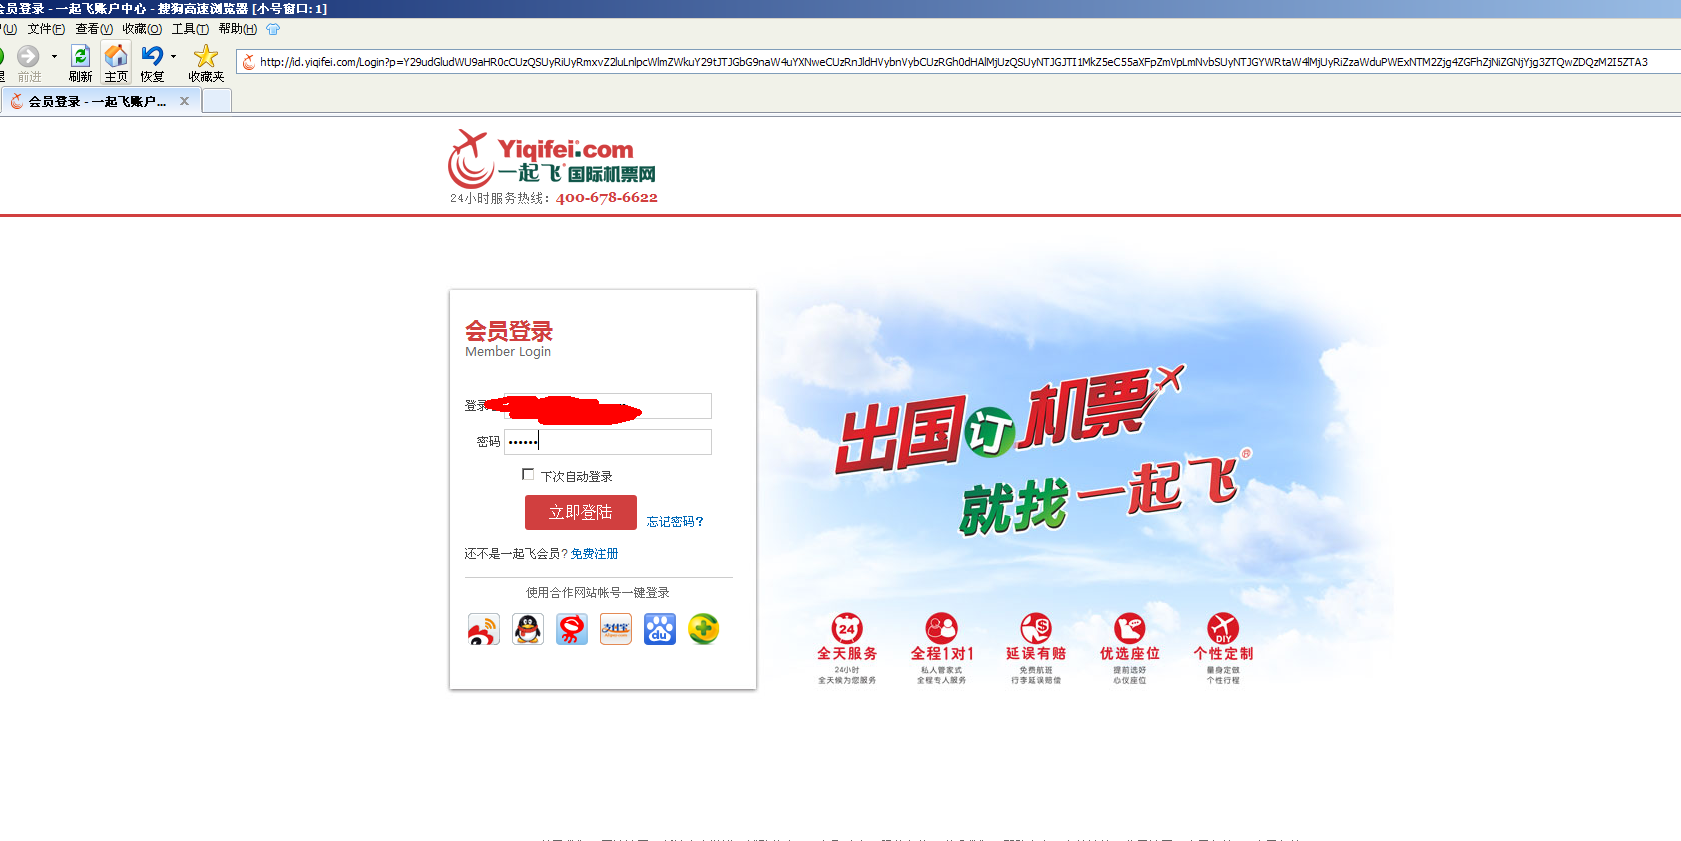 会员登录 - 一起飞账户中心 - 搜狗高速浏览器 [小号窗口: 1]
(U) 文件(F) 查看(V) 收藏(O) 工具(T) 帮助(H)
前进 刷新 主页 恢复 收藏夹
会员登录 - 一起飞账户... x
Yiqifei.com
一起飞®国际机票网
24小时服务热线：400-678-6622
会员登录
Member Login
登录
密码 ••••••
下次自动登录
立即登陆 忘记密码?
还不是一起飞会员? 免费注册
使用合作网站帐号一键登录
支付宝
du
出国订机票
就找一起飞®
24
DIY
全天服务 全程1对1 延误有赔 优选座位 个性定制
24小时 私人管家式 免费航班 提前选好 量身定做
全天候为您服务 全程专人服务 行李延误赔偿 心仪座位 个性行程